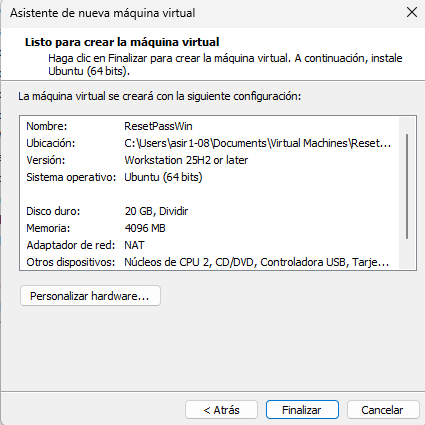 Asistente de nueva máquina virtual
Listo para crear la máquina virtual
Haga clic en Finalizar para crear la máquina virtual. A continuación, instale
Ubuntu (64 bits).
La máquina virtual se creará con la siguiente configuración:
Nombre: ResetPassWin
Ubicación: C:\Users\asir1-08\Documents\Virtual Machines\Reset...
Versión: Workstation 25H2 or later
Sistema operativo: Ubuntu (64 bits)
Disco duro: 20 GB, Dividir
Memoria: 4096 MB
Adaptador de red: NAT
Otros dispositivos: Núcleos de CPU 2, CD/DVD, Controladora USB, Tarje...
Personalizar hardware...
< Atrás Finalizar Cancelar